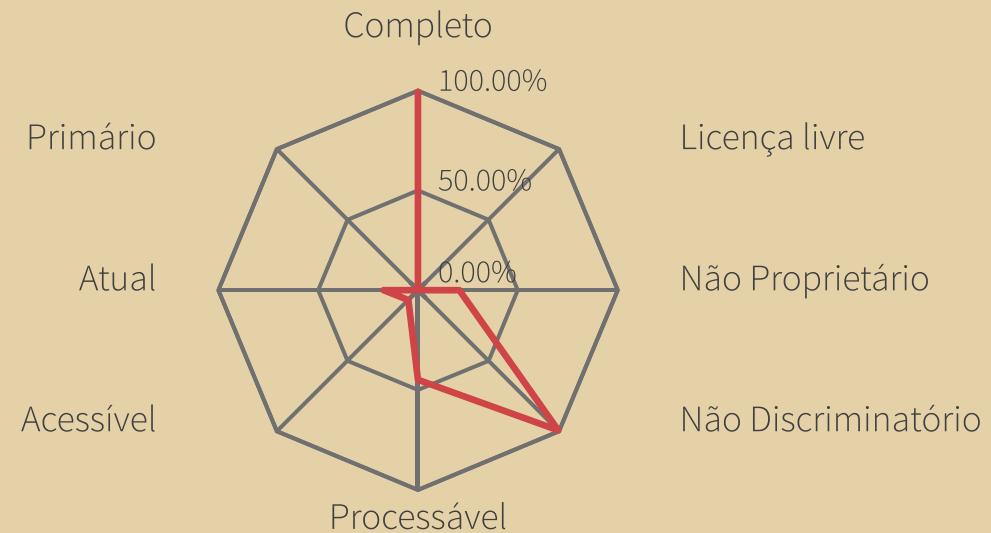 Completo
100.00%
Primário
Licença livre
50.00%
Atual
0.00%
Não Proprietário
Acessível
Não Discriminatório
Processável